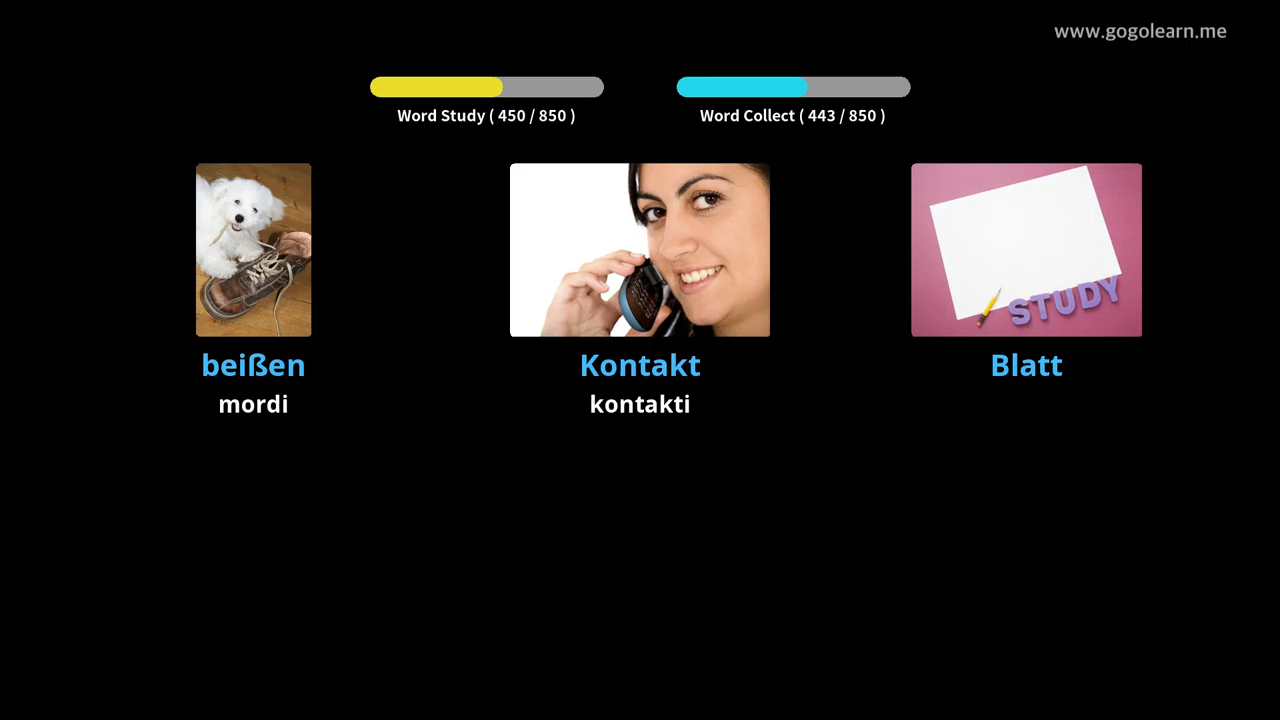 www.gogolearn.me
Word Study ( 450 / 850 )
Word Collect ( 443 / 850 )
STUDY
beißen
Kontakt
Blatt
mordi
kontakti